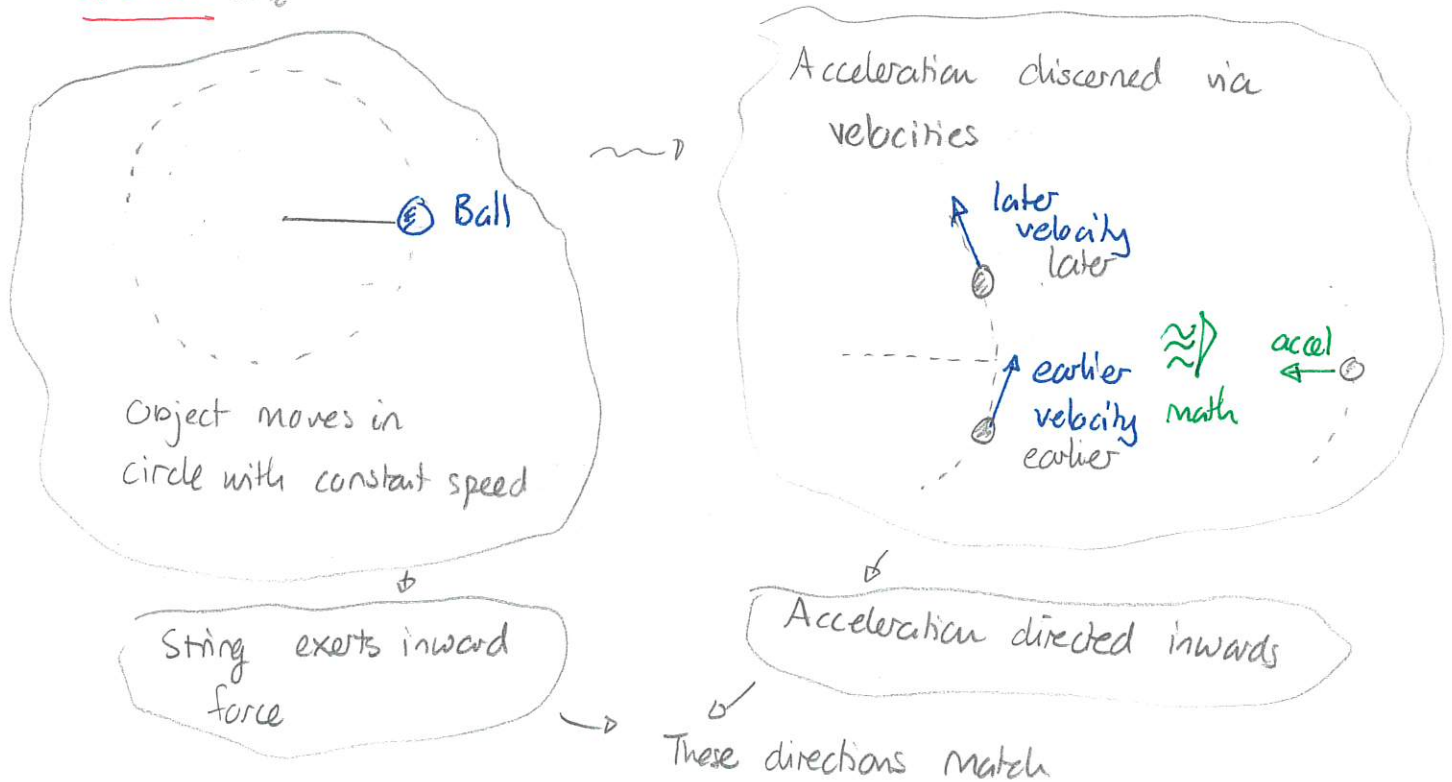 Ball
Object moves in
circle with constant speed
Acceleration discerned via
velocities
later
velocity
later
earlier
velocity
earlier
math
accel
String exerts inward
force
Acceleration directed inwards
These directions match